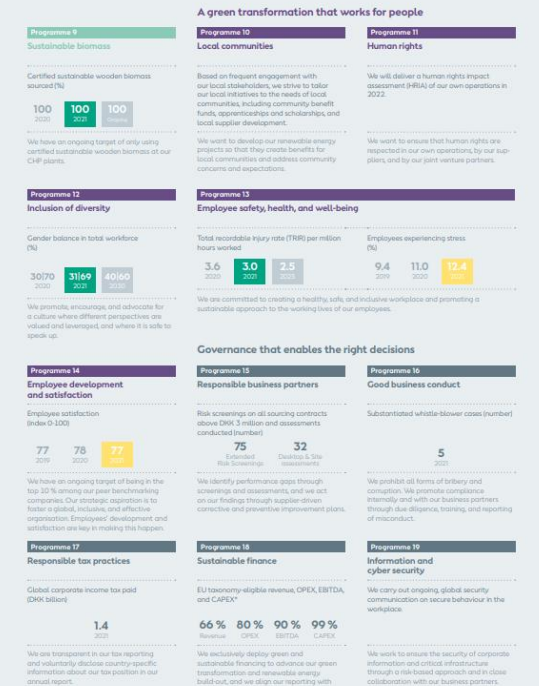 A green transformation that works for people
Programme 9
Sustainable biomass
Certified sustainable wooden biomass
sourced (%)
100
2020
100
2021
100
Ongoing
We have an ongoing target of only using
certified sustainable wooden biomass at our
CHP plants.
Programme 10
Local communities
Based on frequent engagement with
our local stakeholders, we strive to tailor
our local initiatives to the needs of local
communities, including community benefit
funds, apprenticeships and scholarships, and
local supplier development.
We want to develop our renewable energy
projects so that they create benefits for
local communities and address community
concerns and expectations.
Programme 11
Human rights
We will deliver a human rights impact
assessment (HRIA) of our own operations in
2022.
We want to ensure that human rights are
respected in our own operations, by our sup-
pliers, and by our joint venture partners.
Programme 12
Inclusion of diversity
Gender balance in total workforce
(%)
30|70
2020
31|69
2021
40|60
2030
We promote, encourage, and advocate for
a culture where different perspectives are
valued and leveraged, and where it is safe to
speak up.
Programme 13
Employee safety, health, and well-being
Total recordable injury rate (TRIR) per million
hours worked
3.6
2020
3.0
2021
2.5
2025
Employees experiencing stress
(%)
9.4
2019
11.0
2020
12.4
2021
We are committed to creating a healthy, safe, and inclusive workplace and promoting a
sustainable approach to the working lives of our employees.
Governance that enables the right decisions
Programme 14
Employee development
and satisfaction
Employee satisfaction
(index 0-100)
77
2019
78
2020
77
2021
We have an ongoing target of being in the
top 10 % among our peer benchmarking
companies. Our strategic aspiration is to
foster a global, inclusive, and effective
organisation. Employees' development and
satisfaction are key in making this happen.
Programme 15
Responsible business partners
Risk screenings on all sourcing contracts
above DKK 3 million and assessments
conducted (number)
75
Extended
Risk Screenings
32
Desktop & Site
assessments
We identify performance gaps through
screenings and assessments, and we act
on our findings through supplier-driven
corrective and preventive improvement plans.
Programme 16
Good business conduct
Substantiated whistle-blower cases (number)
5
2021
We prohibit all forms of bribery and
corruption. We promote compliance
internally and with our business partners
through due diligence, training, and reporting
of misconduct.
Programme 17
Responsible tax practices
Global corporate income tax paid
(DKK billion)
1.4
2021
We are transparent in our tax reporting
and voluntarily disclose country-specific
information about our tax position in our
annual report.
Programme 18
Sustainable finance
EU taxonomy-eligible revenue, OPEX, EBITDA,
and CAPEX*
66 %
Revenue
80 %
OPEX
90 %
EBITDA
99 %
CAPEX
We exclusively deploy green and
sustainable financing to advance our green
transformation and renewable energy
build-out, and we align our reporting with
Programme 19
Information and
cyber security
We carry out ongoing, global security
communication on secure behaviour in the
workplace.
We work to ensure the security of corporate
information and critical infrastructure
through a risk-based approach and in close
collaboration with our business partners.